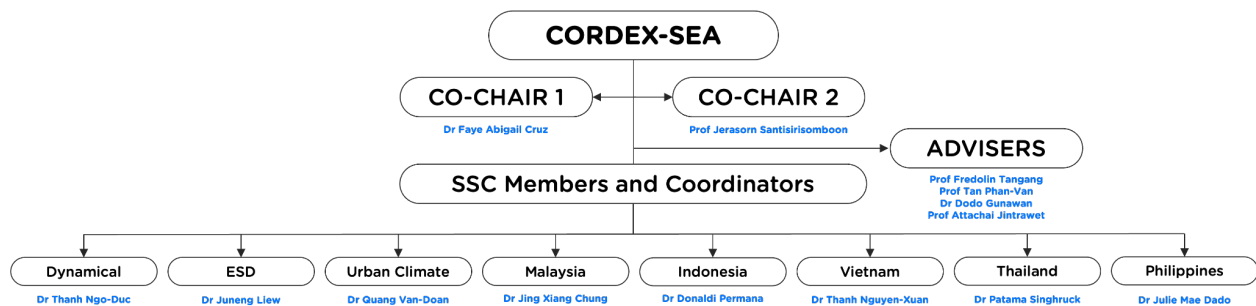 CORDEX-SEA
CO-CHAIR 1
Dr Faye Abigail Cruz
CO-CHAIR 2
Prof Jerasorn Santisirisomboon
ADVISERS
Prof Fredolin Tangang
Prof Tan Phan-Van
Dr Dodo Gunawan
Prof Attachai Jintrawet
SSC Members and Coordinators
Dynamical
Dr Thanh Ngo-Duc
ESD
Dr Juneng Liew
Urban Climate
Dr Quang Van-Doan
Malaysia
Dr Jing Xiang Chung
Indonesia
Dr Donaldi Permana
Vietnam
Dr Thanh Nguyen-Xuan
Thailand
Dr Patama Singhruck
Philippines
Dr Julie Mae Dado